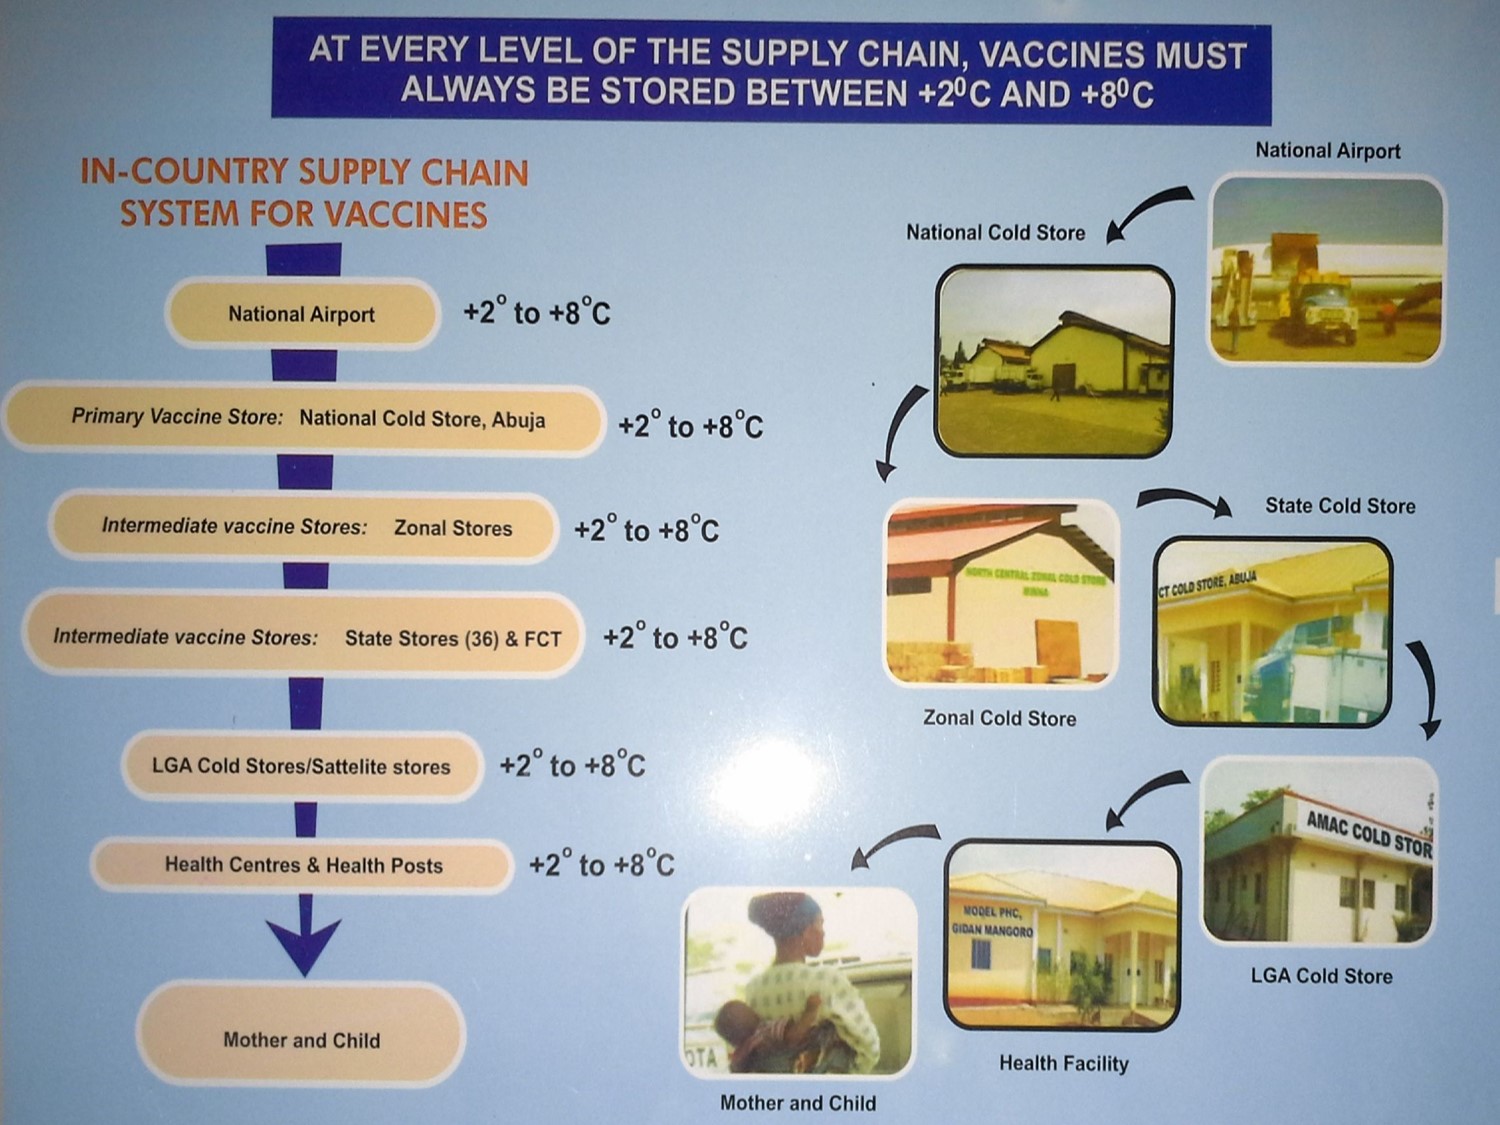 AT EVERY LEVEL OF THE SUPPLY CHAIN, VACCINES MUST
ALWAYS BE STORED BETWEEN +2⁰C AND +8⁰C
IN-COUNTRY SUPPLY CHAIN
SYSTEM FOR VACCINES
National Airport
+2° to +8°C
Primary Vaccine Store: National Cold Store, Abuja
+2° to +8°C
Intermediate vaccine Stores: Zonal Stores
+2° to +8°C
Intermediate vaccine Stores: State Stores (36) & FCT
+2° to +8°C
LGA Cold Stores/Sattelite stores
+2° to +8°C
Health Centres & Health Posts
+2° to +8°C
Mother and Child
National Airport
National Cold Store
NORTH CENTRAL ZONAL COLD STORE
MINNA
Zonal Cold Store
State Cold Store
CT COLD STORE, ABUJA
AMAC COLD STOR
LGA Cold Store
MODEL PHC,
GIDAN MANGORO
Health Facility
OTA
Mother and Child